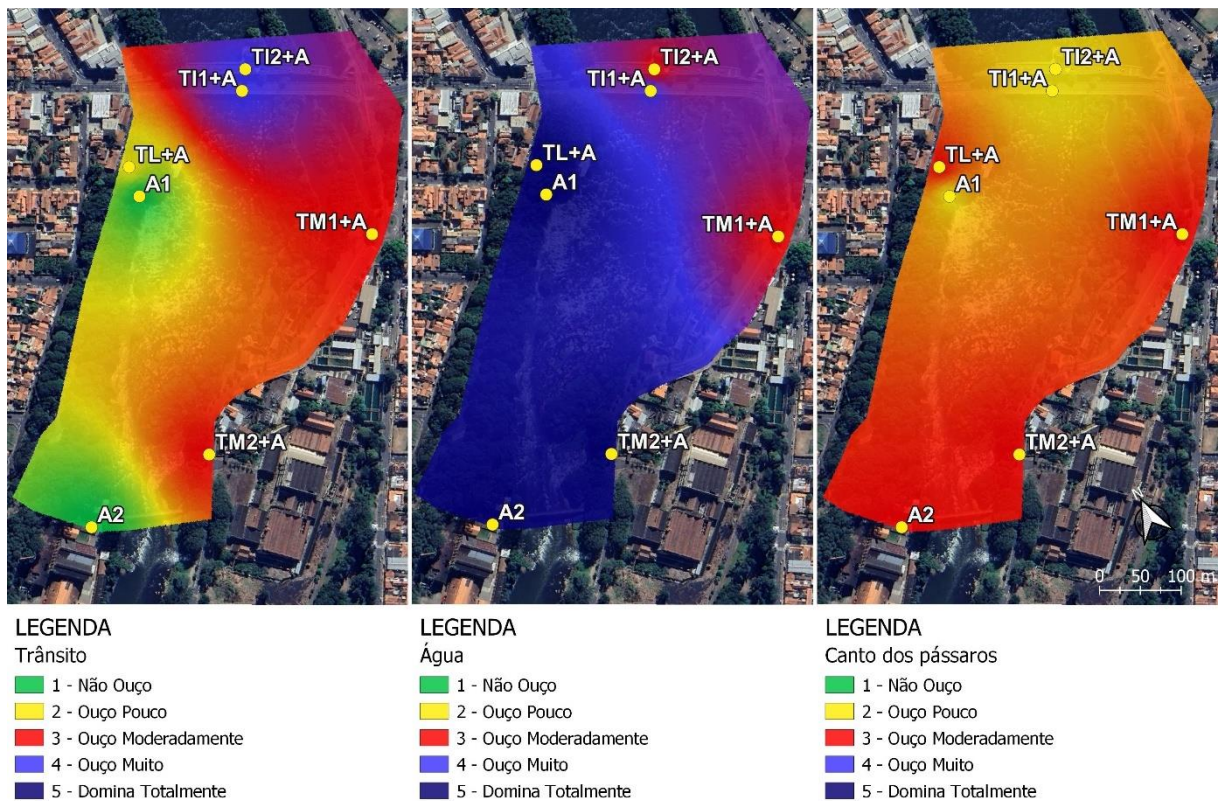 TI2+A
TI1+A
TL+A
A1
TM1+A
TM2+A
A2
TI2+A
TI1+A
TL+A
A1
TM1+A
TM2+A
A2
TI2+A
TI1+A
TL+A
A1
TM1+A
TM2+A
A2
N
0 50 100 m
LEGENDA
Trânsito
1 - Não Ouço
2 - Ouço Pouco
3 - Ouço Moderadamente
4 - Ouço Muito
5 - Domina Totalmente
LEGENDA
Água
1 - Não Ouço
2 - Ouço Pouco
3 - Ouço Moderadamente
4 - Ouço Muito
5 - Domina Totalmente
LEGENDA
Canto dos pássaros
1 - Não Ouço
2 - Ouço Pouco
3 - Ouço Moderadamente
4 - Ouço Muito
5 - Domina Totalmente